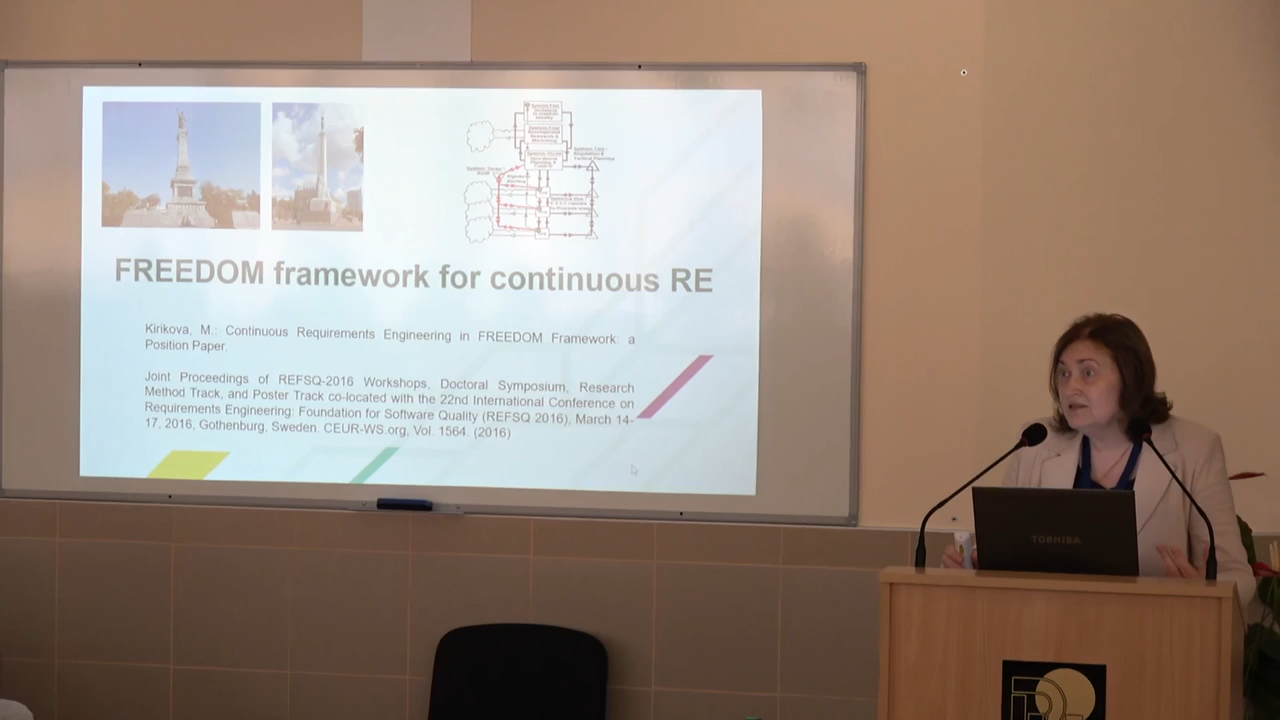 FREEDOM framework for continuous RE
Kirikova, M.: Continuous Requirements Engineering in FREEDOM Framework: a
Position Paper.
Joint Proceedings of REFSQ-2016 Workshops, Doctoral Symposium, Research
Method Track, and Poster Track co-located with the 22nd International Conference on
Requirements Engineering: Foundation for Software Quality (REFSQ 2016), March 14-
17, 2016, Gothenburg, Sweden. CEUR-WS.org, Vol. 1564. (2016)
TOSHIBA